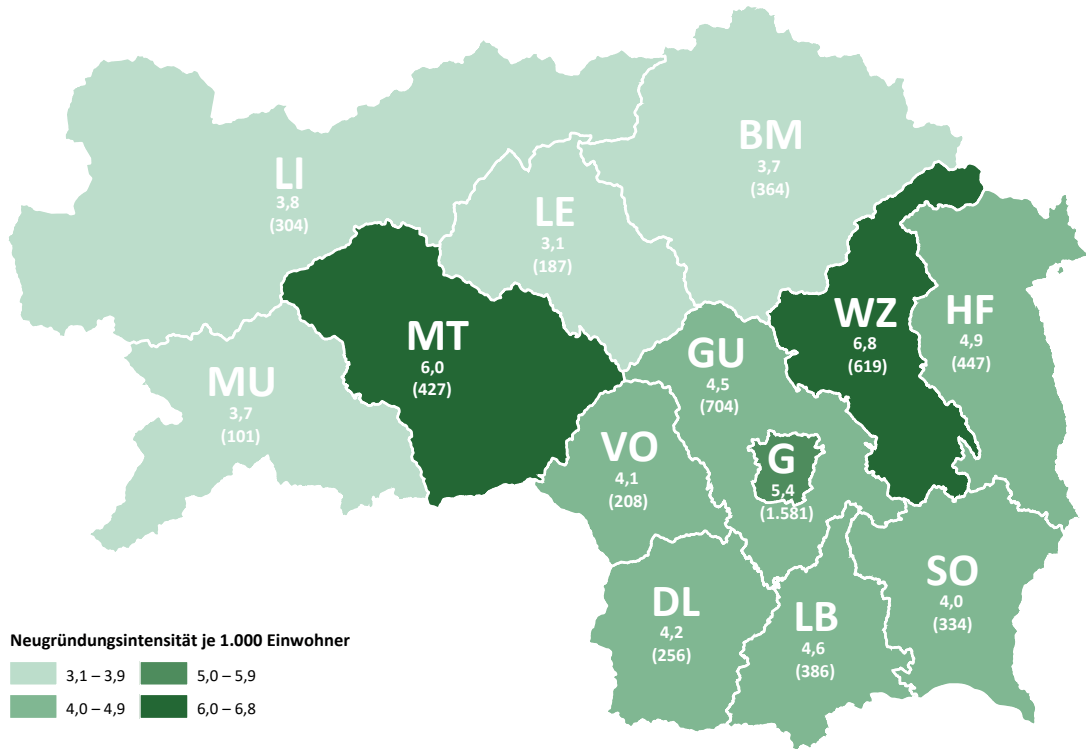 BM
3,7
(364)
LI
3,8
(304)
LE
3,1
(187)
WZ
6,8
(619)
HF
4,9
(447)
MT
6,0
(427)
GU
4,5
(704)
MU
3,7
(101)
VO
4,1
(208)
G
5,4
(1.581)
SO
4,0
(334)
DL
4,2
(256)
LB
4,6
(386)
Neugründungsintensität je 1.000 Einwohner
3,1 – 3,9
5,0 – 5,9
4,0 – 4,9
6,0 – 6,8